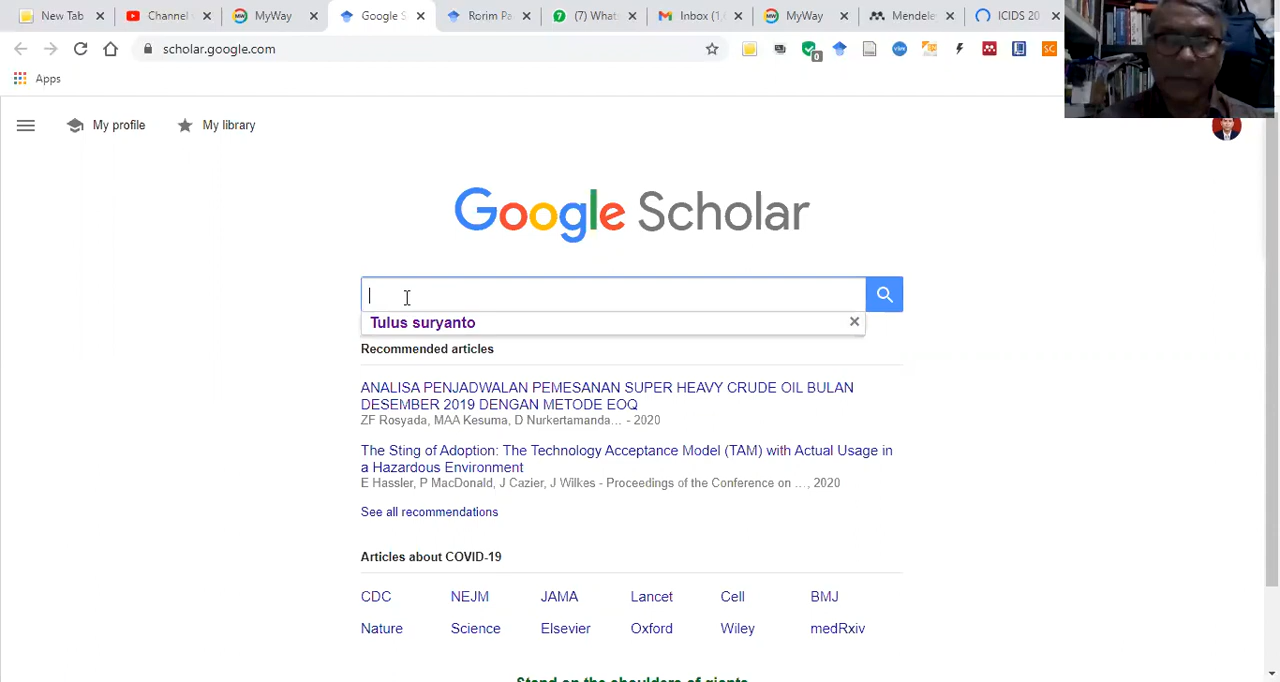 New Tab
Channel
MyWay
Google S
Rorim Pa
(7) Whats
Inbox (1,
MyWay
Mendele
ICIDS 20
scholar.google.com
0
SC
Apps
My profile
My library
Google Scholar
Tulus suryanto
Recommended articles
ANALISA PENJADWALAN PEMESANAN SUPER HEAVY CRUDE OIL BULAN
DESEMBER 2019 DENGAN METODE EOQ
ZF Rosyada, MAA Kesuma, D Nurkertamanda... - 2020
The Sting of Adoption: The Technology Acceptance Model (TAM) with Actual Usage in
a Hazardous Environment
E Hassler, P MacDonald, J Cazier, J Wilkes - Proceedings of the Conference on ..., 2020
See all recommendations
Articles about COVID-19
CDC NEJM JAMA Lancet Cell BMJ
Nature Science Elsevier Oxford Wiley medRxiv
Stand on the shoulders of giants